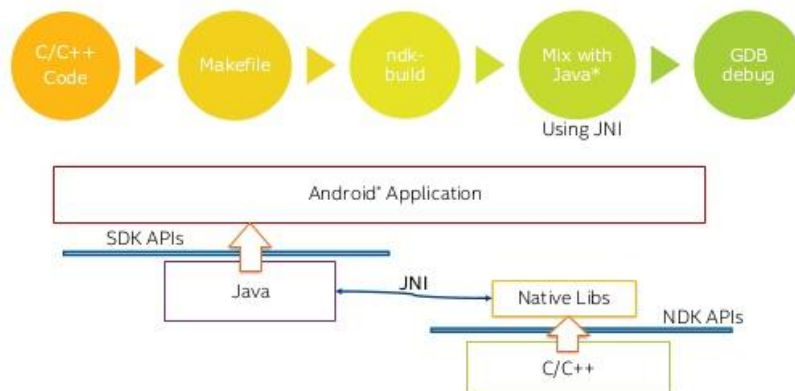 C/C++
Code
Makefile
ndk-
build
Mix with
Java*
GDB
debug
Using JNI
Android* Application
SDK APIs
Java
JNI
Native Libs
NDK APIs
C/C++